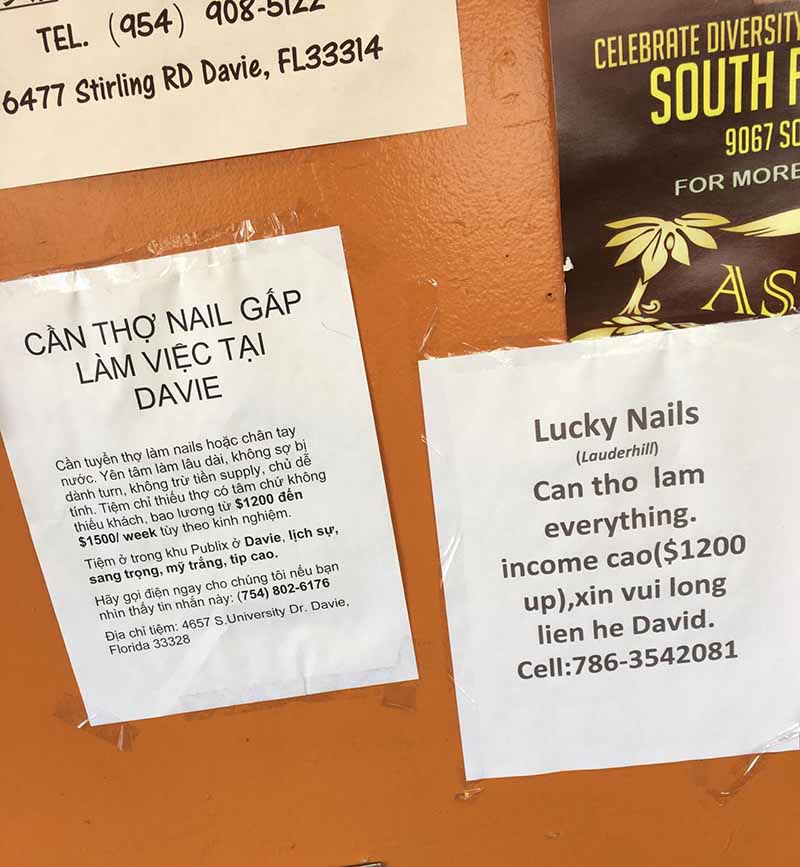 TEL. (954) 908-5122
6477 Stirling RD Davie, FL33314
CELEBRATE DIVERSITY
SOUTH
9067
FOR MORE
CẦN THỢ NAIL GẤP
LÀM VIỆC TẠI
DAVIE
Cần tuyển thợ làm nails hoặc chân tay
nước. Yên tâm làm lâu dài, không sợ bị
dành turn, không trừ tiền supply, chủ dễ
tính. Tiệm chỉ thiếu thợ có tâm chứ không
thiếu khách, bao lương từ $1200 đến
$1500/ week tùy theo kinh nghiệm.
Tiệm ở trong khu Publix ở Davie, lịch sự,
sang trọng, mỹ trắng, tip cao.
Hãy gọi điện ngay cho chúng tôi nếu bạn
nhìn thấy tin nhắn này: (754) 802-6176
Địa chỉ tiệm: 4657 S.University Dr. Davie,
Florida 33328
Lucky Nails
(Lauderhill)
Can tho lam
everything.
income cao($1200
up),xin vui long
lien he David.
Cell:786-3542081